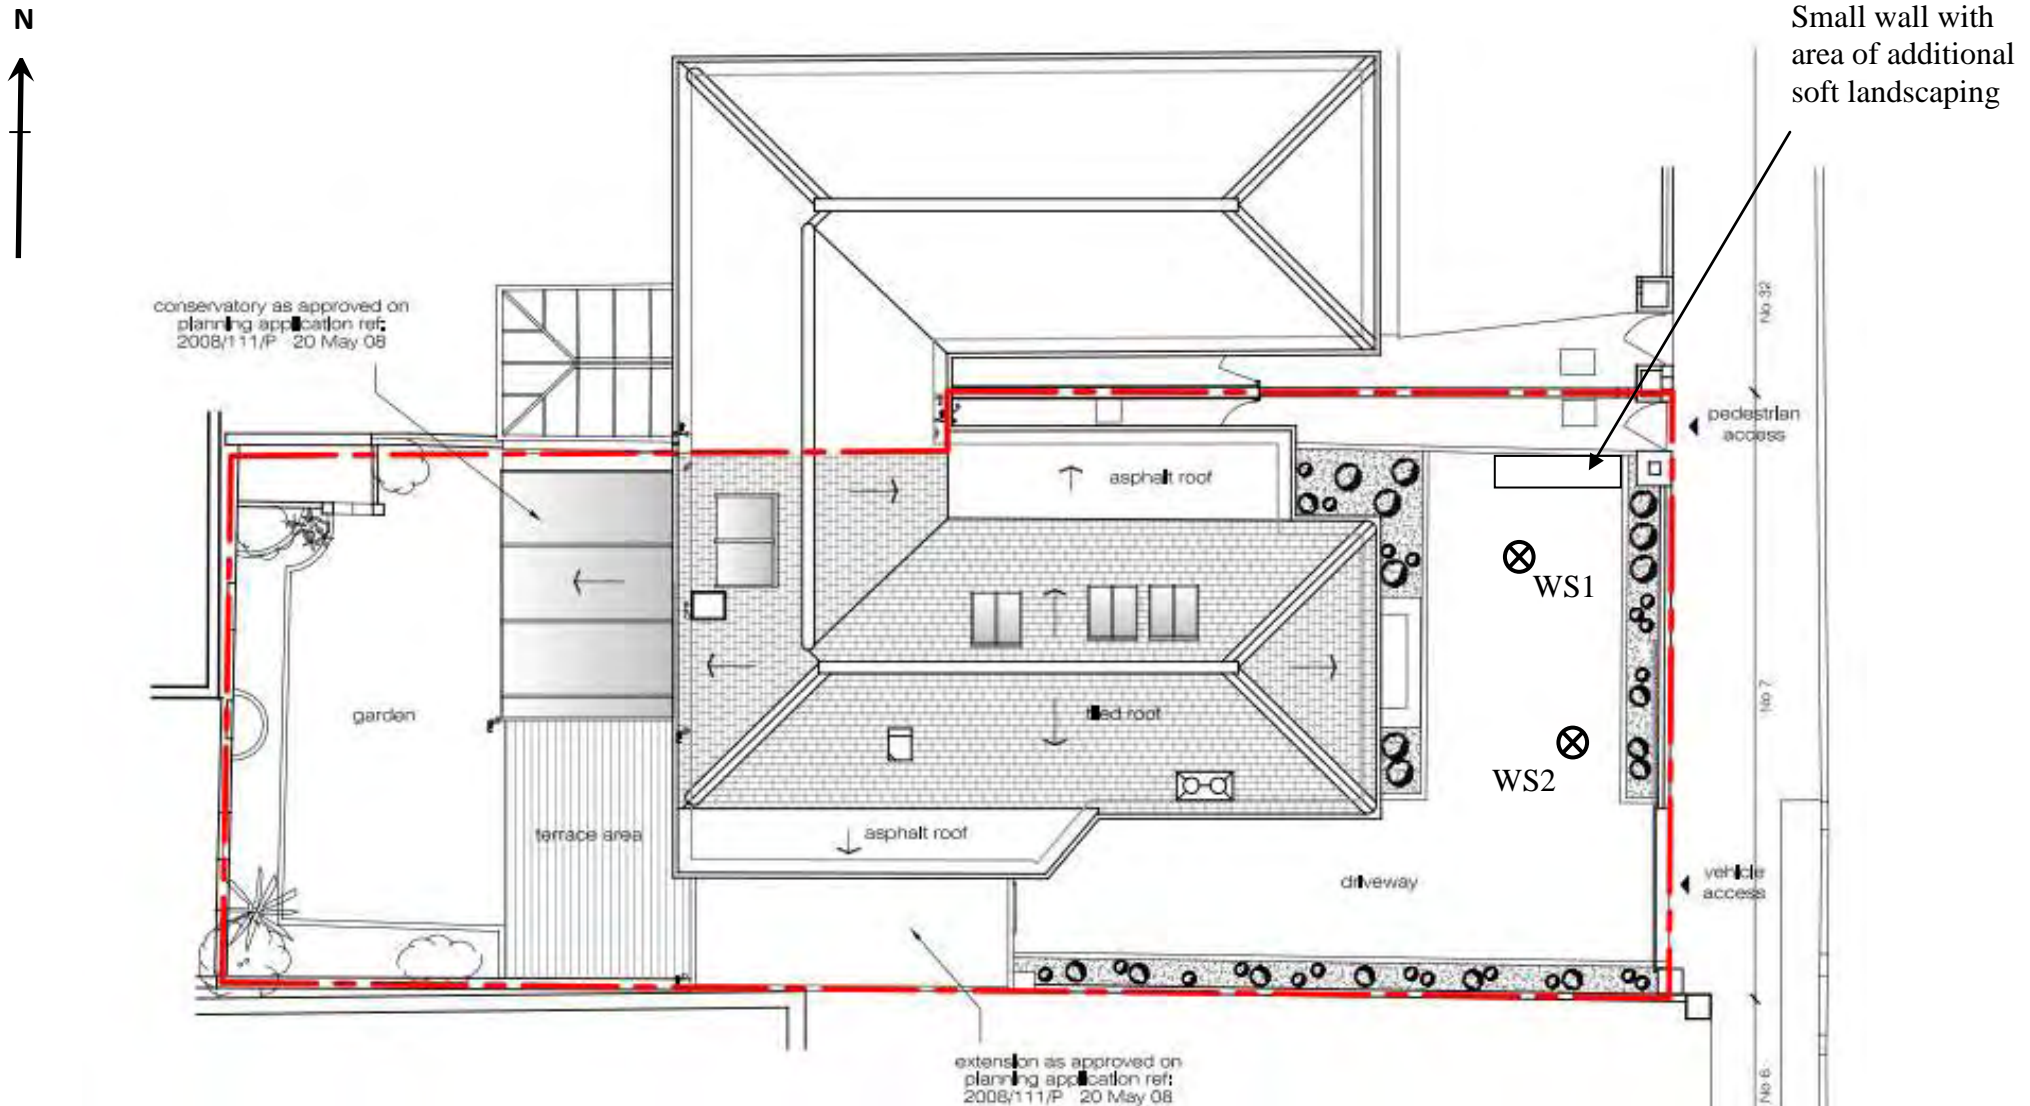 N
Small wall with
area of additional
soft landscaping
conservatory as approved on
planning application ref:
2008/111/P 20 May 08
No 32
pedestrian
access
asphalt roof
WS1
garden
tiled roof
No 7
WS2
terrace area
asphalt roof
driveway
vehicle
access
extension as approved on
planning application ref:
2008/111/P 20 May 08
No 6